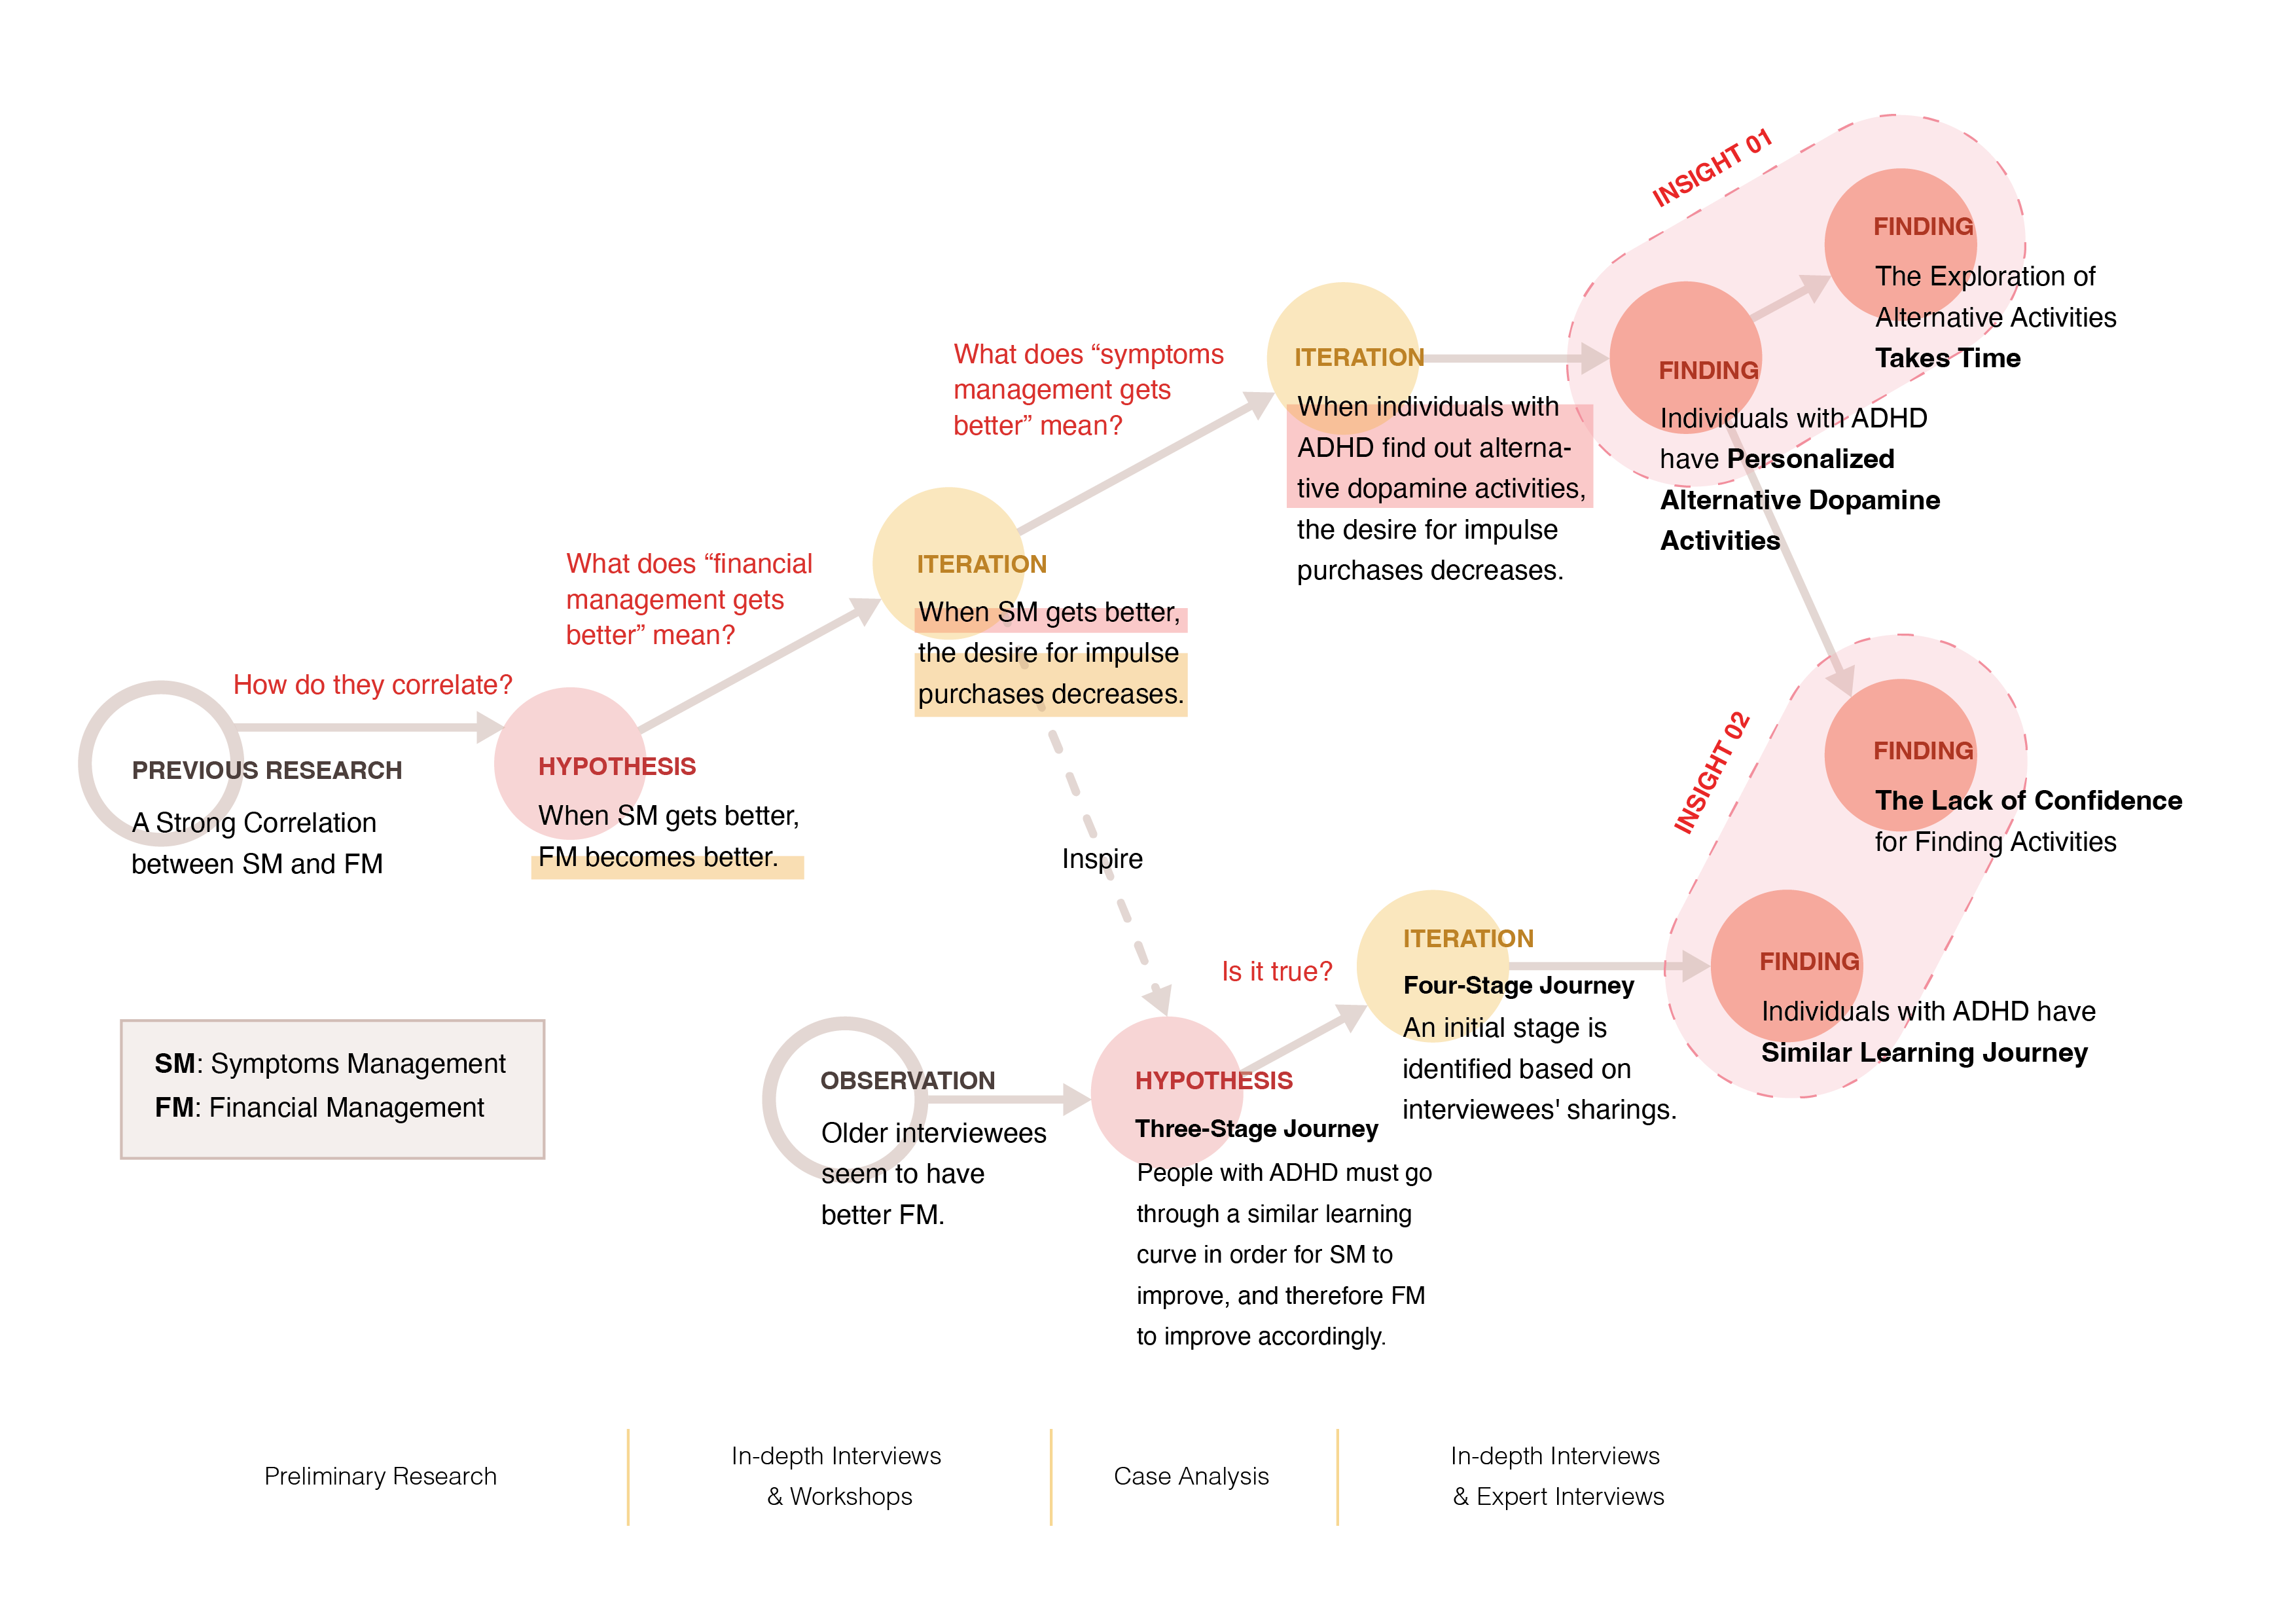 INSIGHT 01
FINDING
The Exploration of
Alternative Activities
Takes Time
What does “symptoms
management gets
better” mean?
ITERATION
When individuals with
ADHD find out alterna-
tive dopamine activities,
the desire for impulse
purchases decreases.
FINDING
Individuals with ADHD
have Personalized
Alternative Dopamine
Activities
What does “financial
management gets
better” mean?
ITERATION
When SM gets better,
the desire for impulse
purchases decreases.
How do they correlate?
PREVIOUS RESEARCH
A Strong Correlation
between SM and FM
HYPOTHESIS
When SM gets better,
FM becomes better.
Inspire
INSIGHT 02
FINDING
The Lack of Confidence
for Finding Activities
Is it true?
ITERATION
Four-Stage Journey
An initial stage is
identified based on
interviewees' sharings.
FINDING
Individuals with ADHD have
Similar Learning Journey
SM: Symptoms Management
FM: Financial Management
OBSERVATION
Older interviewees
seem to have
better FM.
HYPOTHESIS
Three-Stage Journey
People with ADHD must go
through a similar learning
curve in order for SM to
improve, and therefore FM
to improve accordingly.
Preliminary Research
In-depth Interviews
& Workshops
Case Analysis
In-depth Interviews
& Expert Interviews